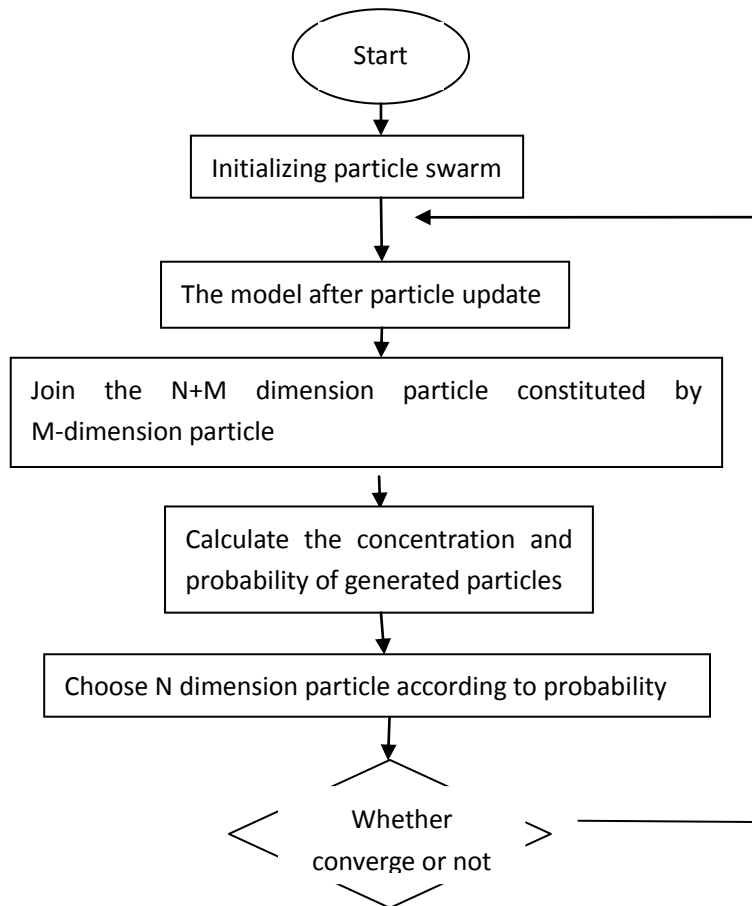 Start
Initializing particle swarm
The model after particle update
Join the N+M dimension particle constituted by
M-dimension particle
Calculate the concentration and
probability of generated particles
Choose N dimension particle according to probability
Whether
converge or not